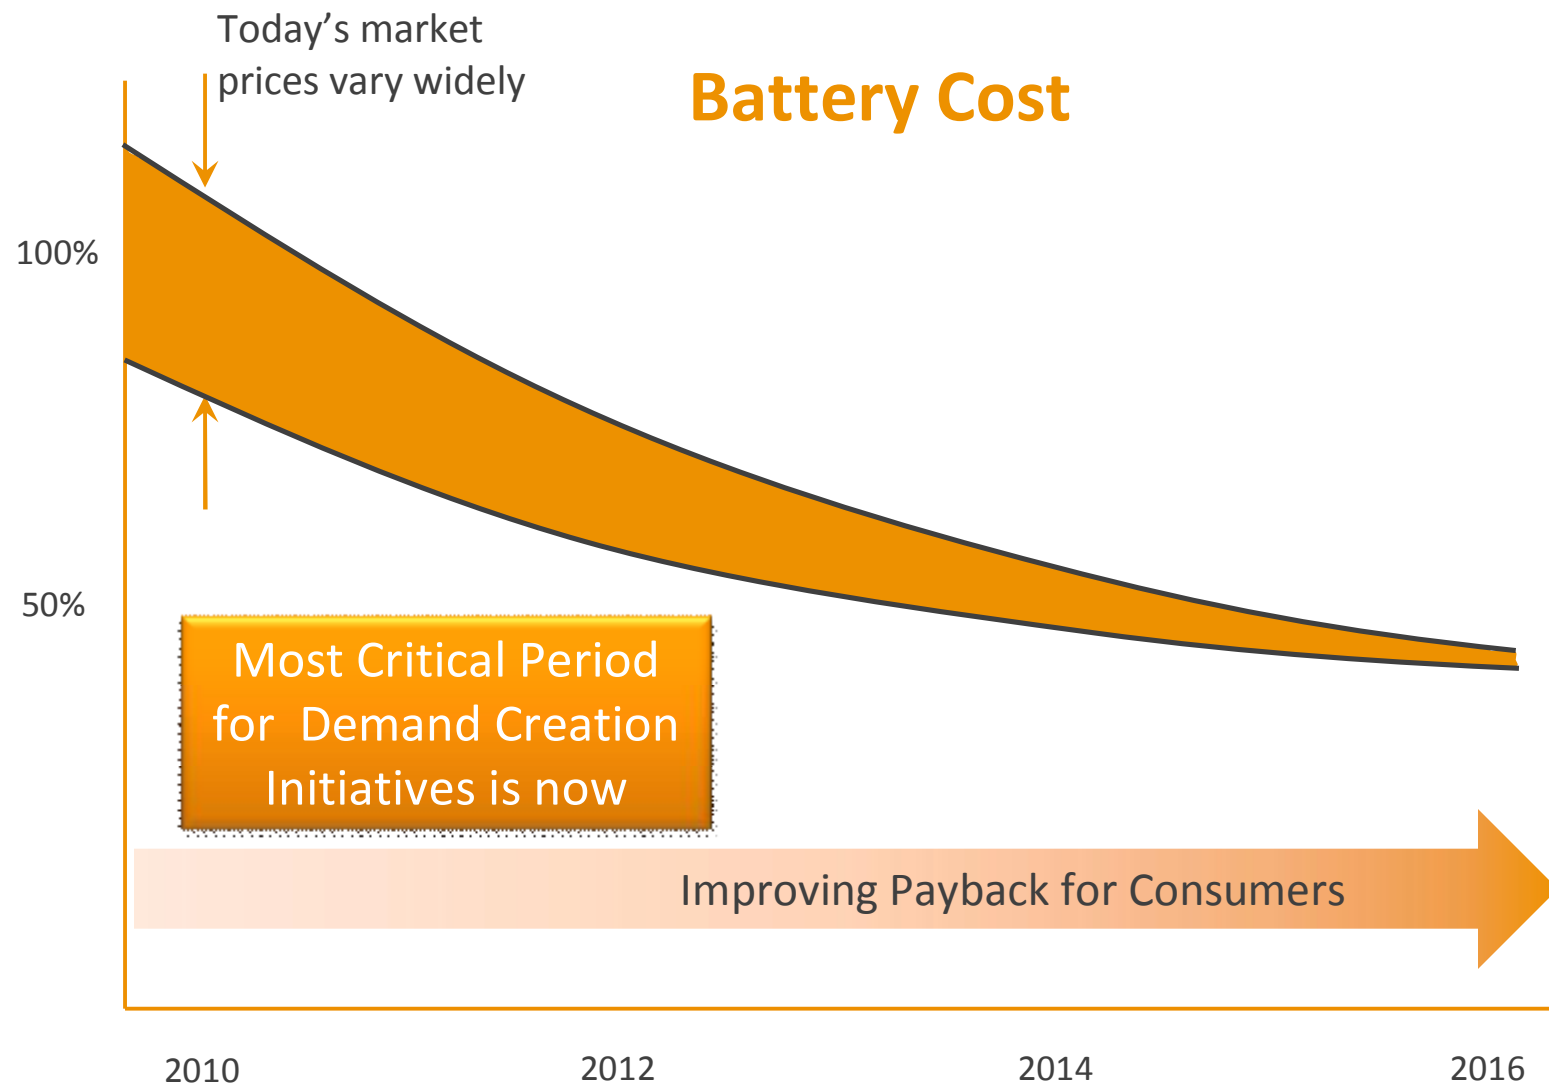 Today’s market
prices vary widely
Battery Cost
100%
50%
Most Critical Period
for  Demand Creation
Initiatives is now
Improving Payback for Consumers
2010
2012
2014
2016